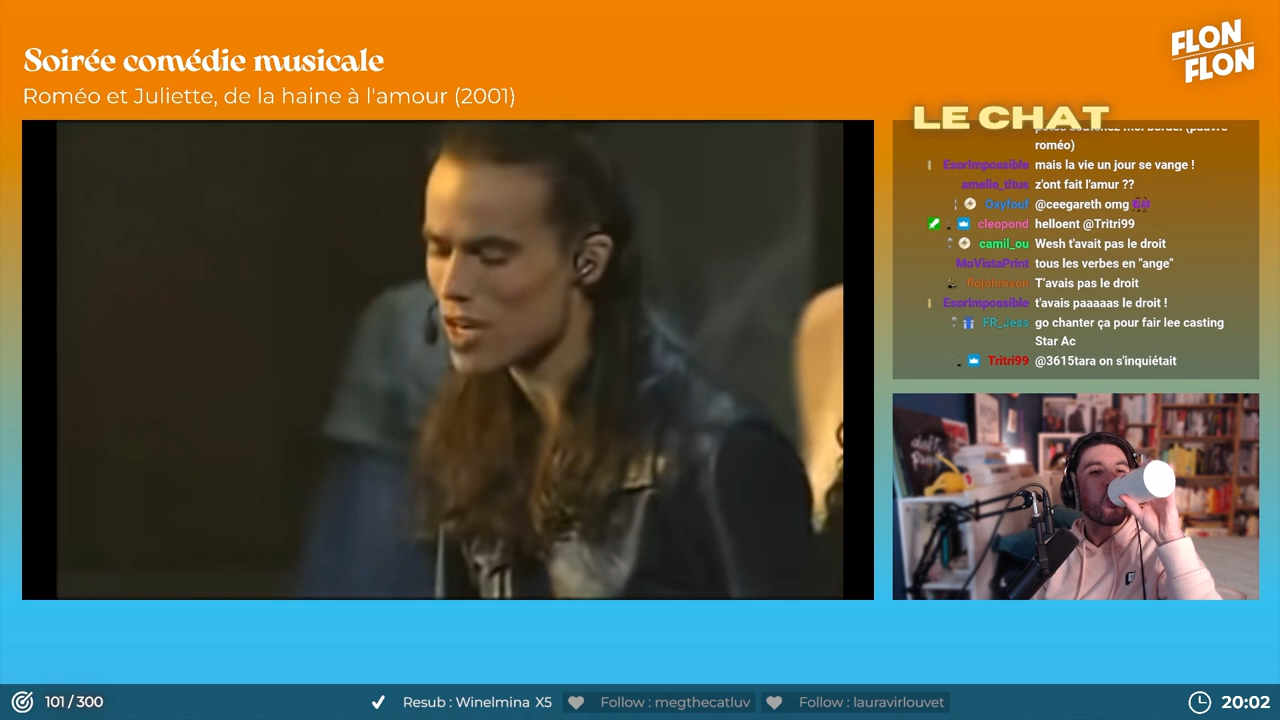 Soirée comédie musicale
Roméo et Juliette, de la haine à l'amour (2001)
FLON
FLON
LE CHAT
roméo)
EsorImpossible mais la vie un jour se vange !
amelie_titus z'ont fait l'amur ??
Oxyfouf @ceegareth omg
cleopond helloent @Tritri99
camil_ou Wesh t'avait pas le droit
MoVistaPrint tous les verbes en "ange"
flojohnson T'avais pas le droit
EsorImpossible t'avais paaaaas le droit !
FR_Jess go chanter ça pour fair lee casting
Star Ac
Tritri99 @3615tara on s'inquiétait
101 / 300
Resub : Winelmina X5
Follow : megthecatluv
Follow : lauravirlouvet
20:02